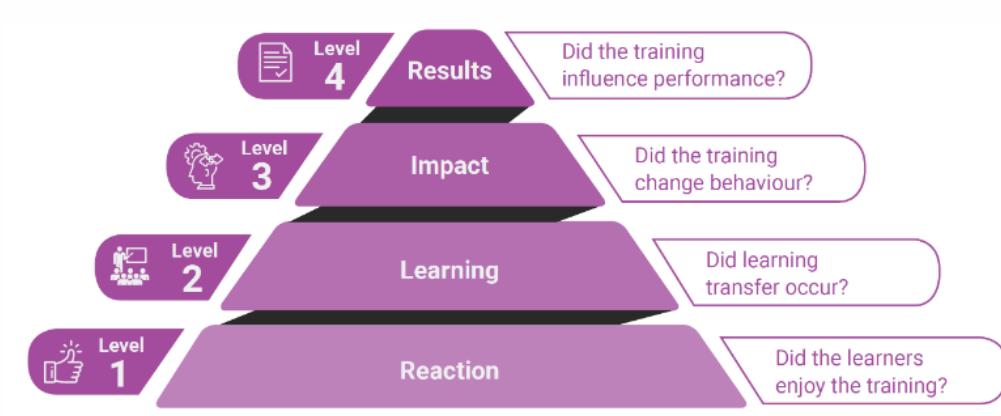 Level
4
Results
Did the training
influence performance?
Level
3
Impact
Did the training
change behaviour?
Level
2
Learning
Did learning
transfer occur?
Level
1
Reaction
Did the learners
enjoy the training?